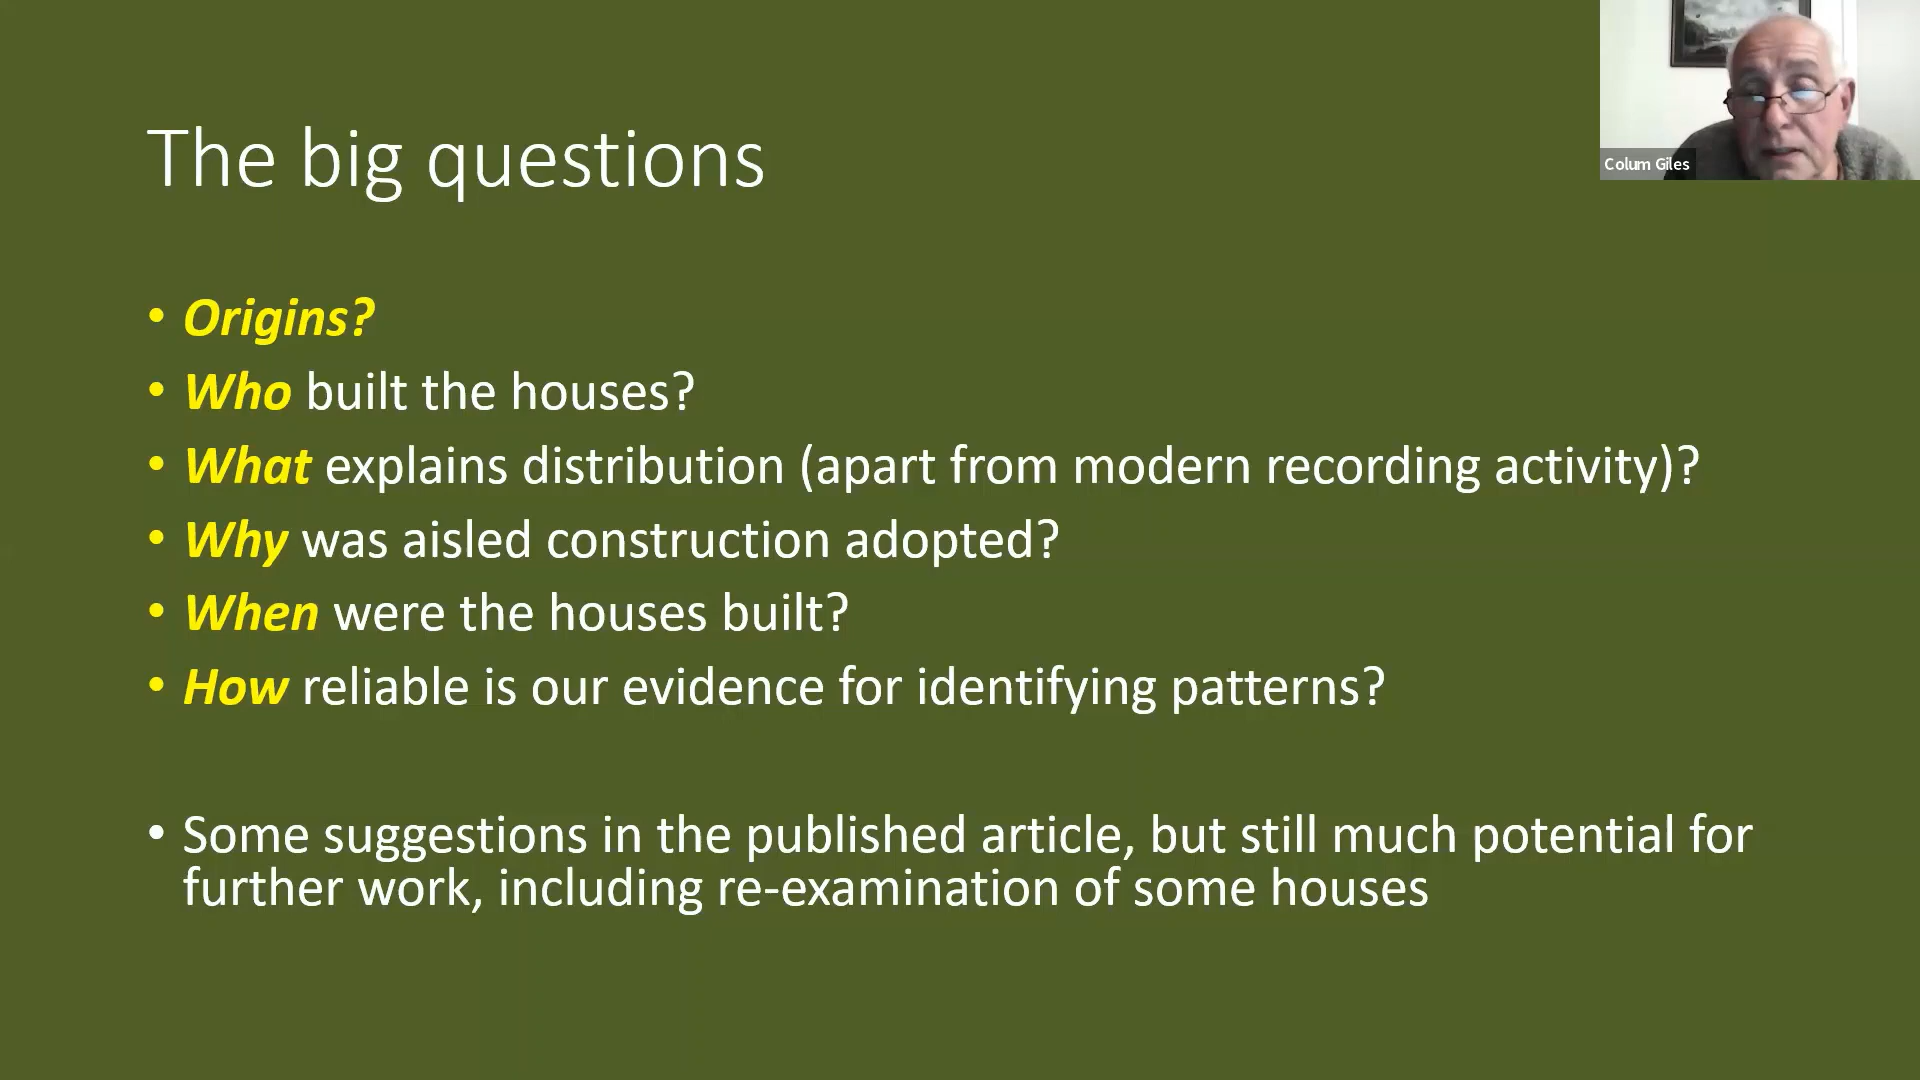 The big questions
Colum Giles
• Origins?
• Who built the houses?
• What explains distribution (apart from modern recording activity)?
• Why was aisled construction adopted?
• When were the houses built?
• How reliable is our evidence for identifying patterns?
• Some suggestions in the published article, but still much potential for
further work, including re-examination of some houses